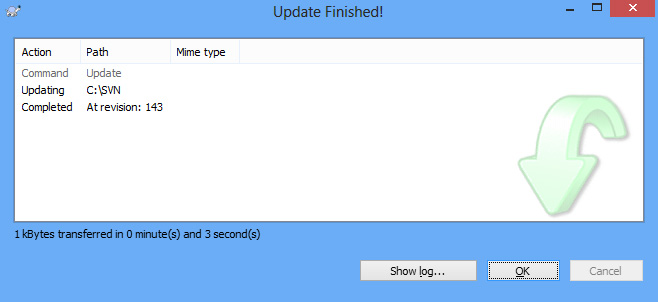 Update Finished!
Action Path Mime type
Command Update
Updating C:\SVN
Completed At revision: 143
1 kBytes transferred in 0 minute(s) and 3 second(s)
Show log... OK Cancel